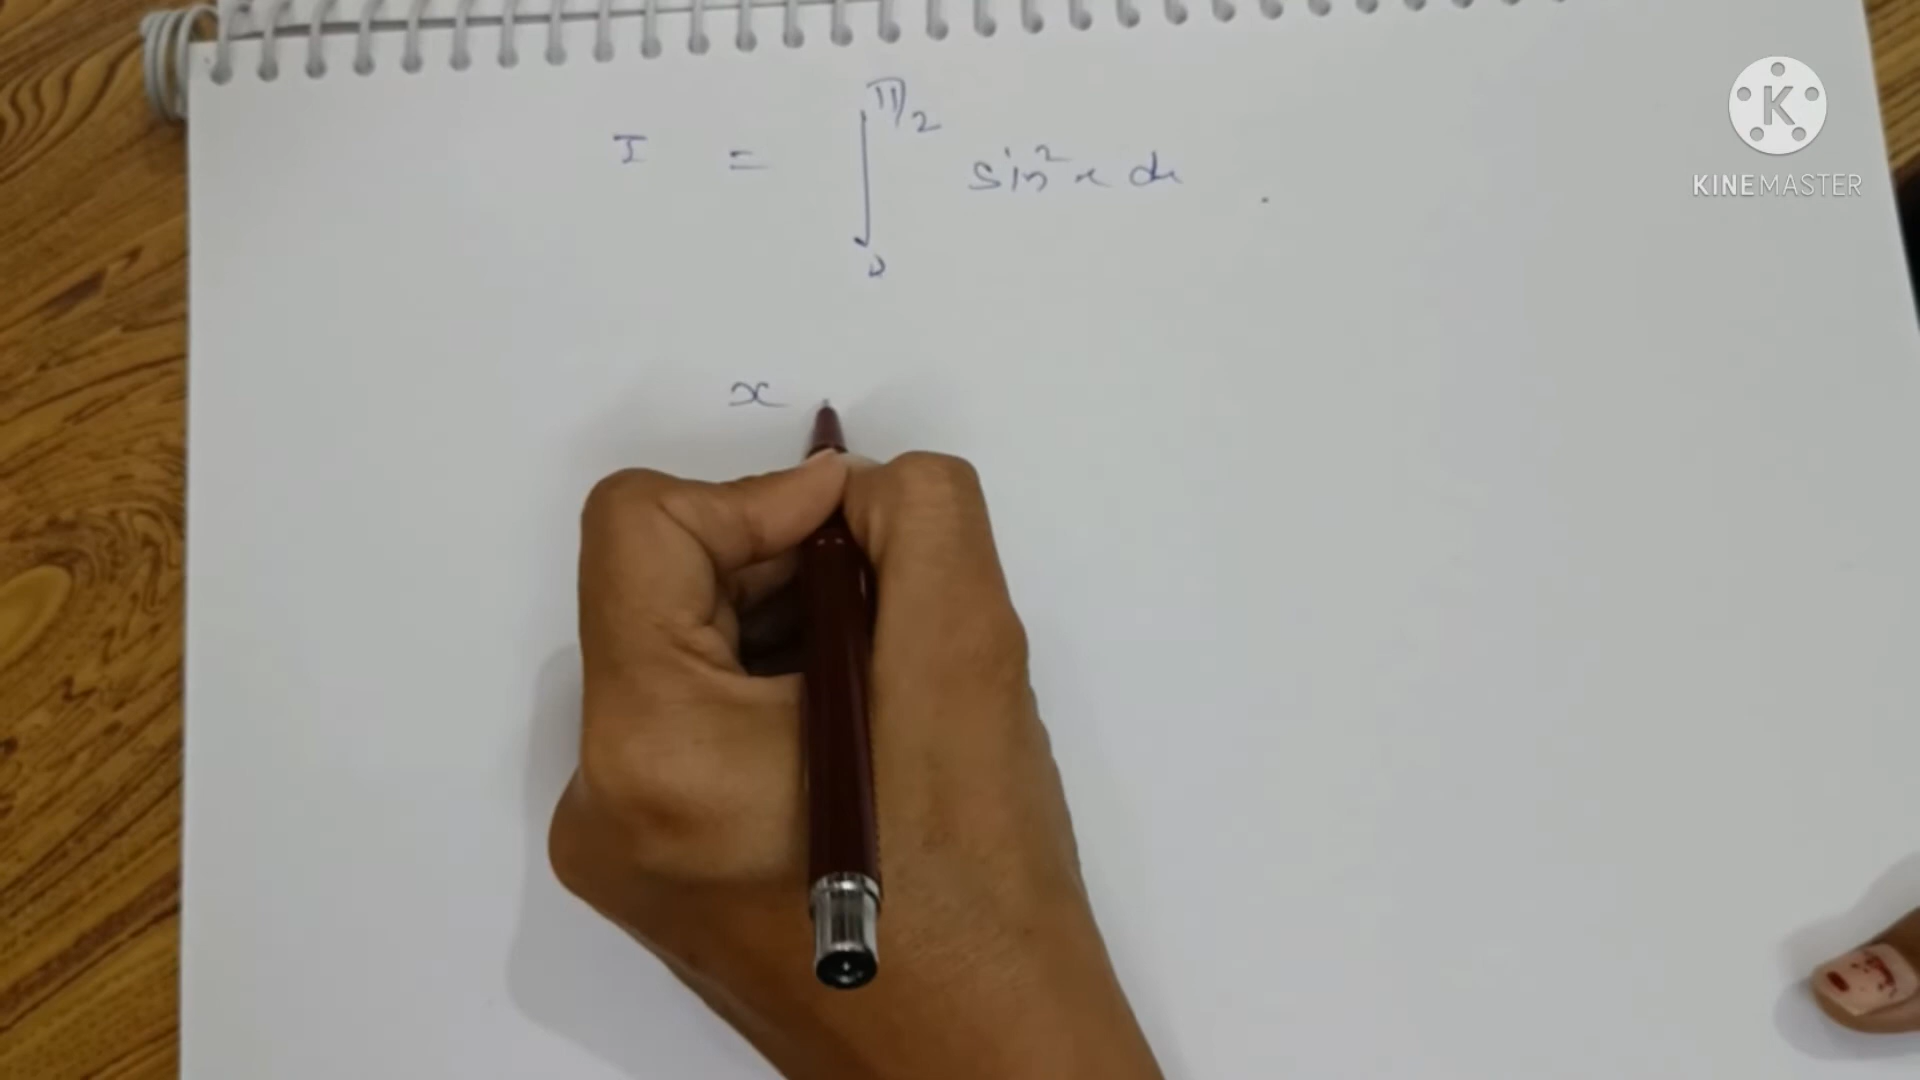 I = ∫₀^π/2 sin²x dx .
x
K
KINEMASTER